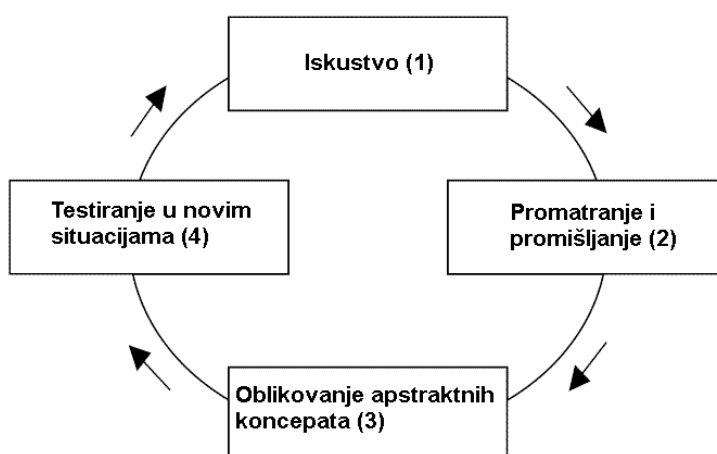 Iskustvo (1)
Promatranje i
promišljanje (2)
Oblikovanje apstraktnih
koncepata (3)
Testiranje u novim
situacijama (4)